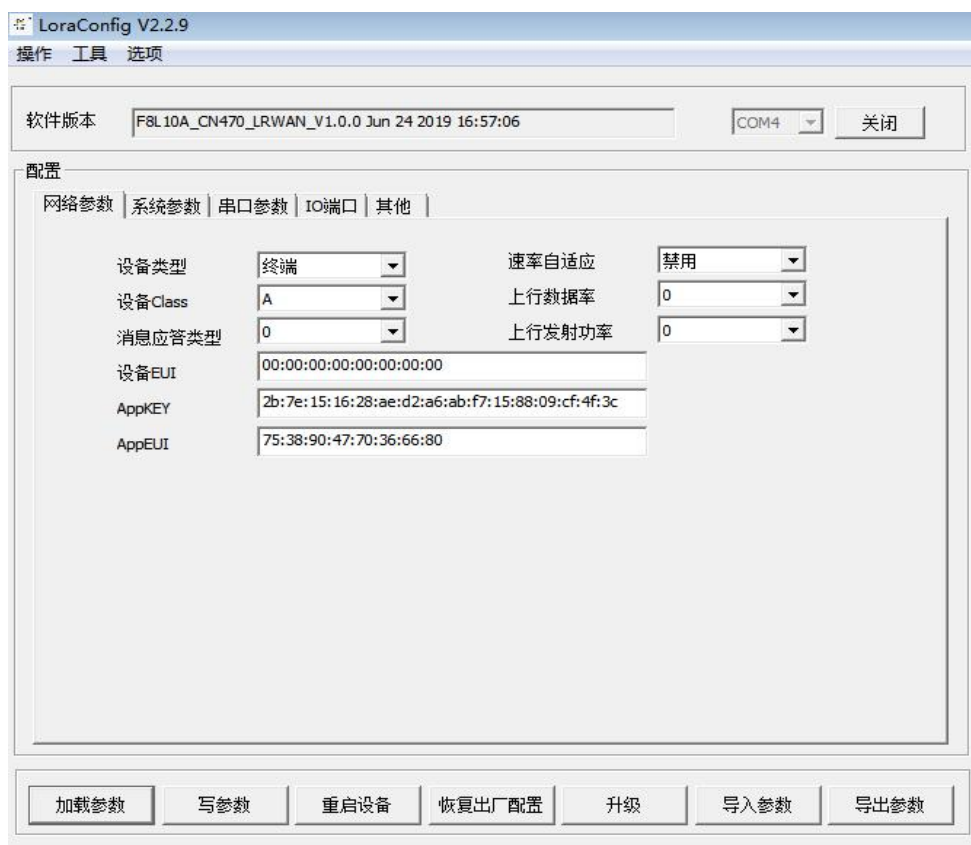 LoraConfig V2.2.9
操作 工具 选项
软件版本 F8L10A_CN470_LRWAN_V1.0.0 Jun 24 2019 16:57:06 COM4 关闭
配置
网络参数 系统参数 串口参数 IO端口 其他
设备类型 终端 速率自适应 禁用
设备Class A 上行数据率 0
消息应答类型 0 上行发射功率 0
设备EUI 00:00:00:00:00:00:00:00
AppKEY 2b:7e:15:16:28:ae:d2:a6:ab:f7:15:88:09:cf:4f:3c
AppEUI 75:38:90:47:70:36:66:80
加载参数 写参数 重启设备 恢复出厂配置 升级 导入参数 导出参数